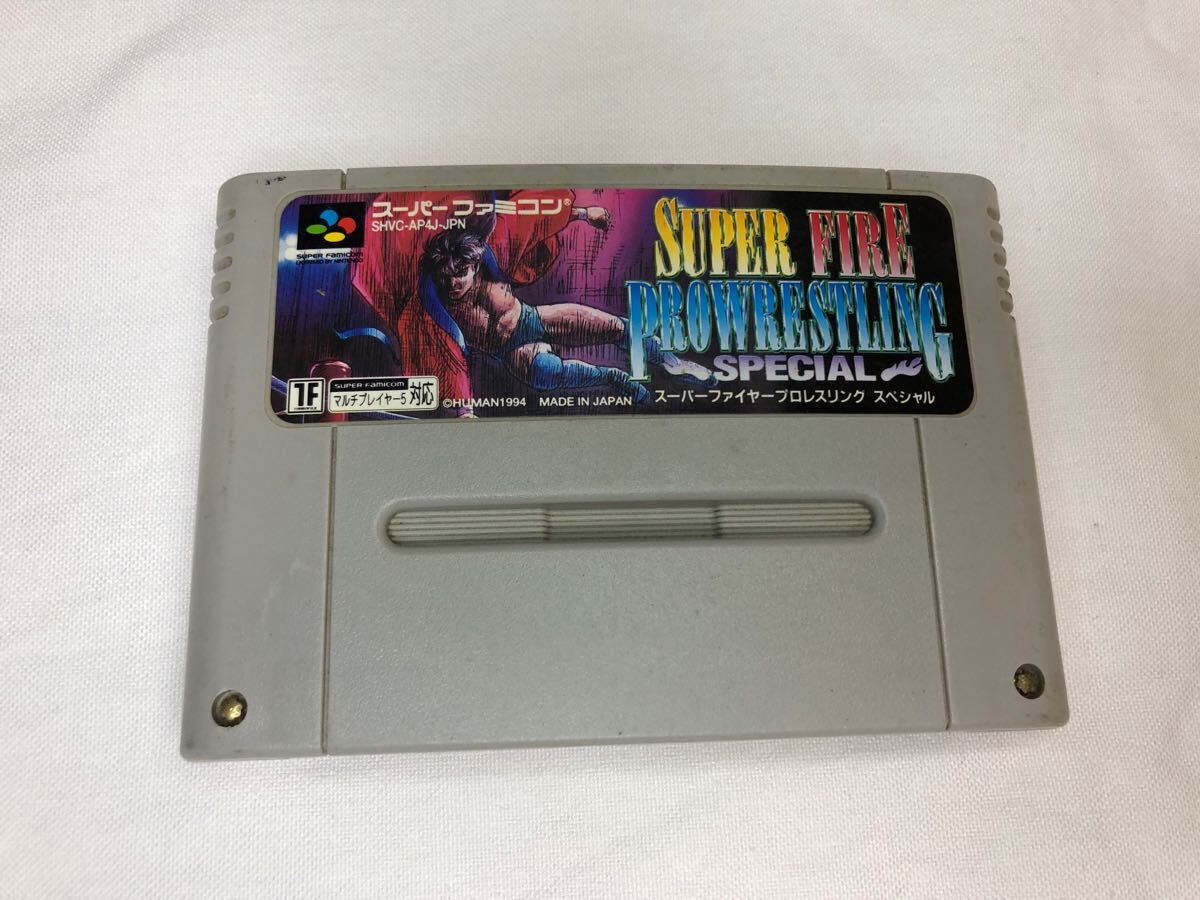 スーパーファミコン®
SHVC-AP4J-JPN
SUPER FAMICOM
LICENSED BY NINTENDO
SUPER FIRE
PROWRESTLING
SPECIAL
スーパーファイヤープロレスリング スペシャル
1F
SUPER FAMICOM
マルチプレイヤー5 対応
©HUMAN1994 MADE IN JAPAN